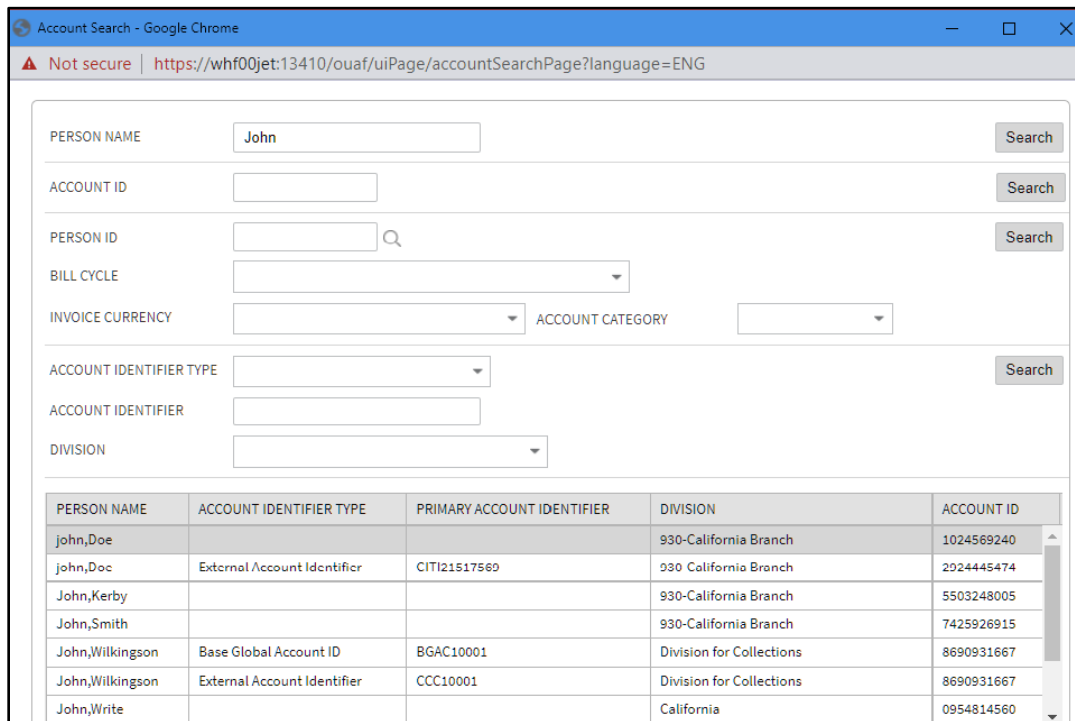 Account Search - Google Chrome
Not secure | https://whf00jet:13410/ouaf/uiPage/accountSearchPage?language=ENG
PERSON NAME John Search
ACCOUNT ID Search
PERSON ID Search
BILL CYCLE
INVOICE CURRENCY ACCOUNT CATEGORY
ACCOUNT IDENTIFIER TYPE Search
ACCOUNT IDENTIFIER
DIVISION
PERSON NAME ACCOUNT IDENTIFIER TYPE PRIMARY ACCOUNT IDENTIFIER DIVISION ACCOUNT ID
john,Doe 930-California Branch 1024569240
john,Doe External Account Identifier CITI21517569 930-California Branch 2924445474
John,Kerby 930-California Branch 5503248005
John,Smith 930-California Branch 7425926915
John,Wilkingson Base Global Account ID BGAC10001 Division for Collections 8690931667
John,Wilkingson External Account Identifier CCC10001 Division for Collections 8690931667
John,Write California 0954814560